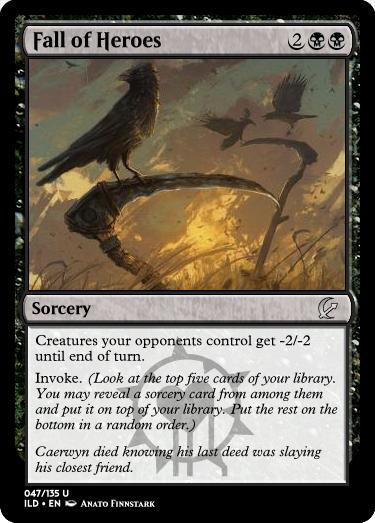 Fall of Heroes 2
Sorcery
Creatures your opponents control get -2/-2
until end of turn.
Invoke. (Look at the top five cards of your library.
You may reveal a sorcery card from among them
and put it on top of your library. Put the rest on the
bottom in a random order.)
Caerwyn died knowing his last deed was slaying
his closest friend.
047/135 U
ILD • EN Anato Finnstark